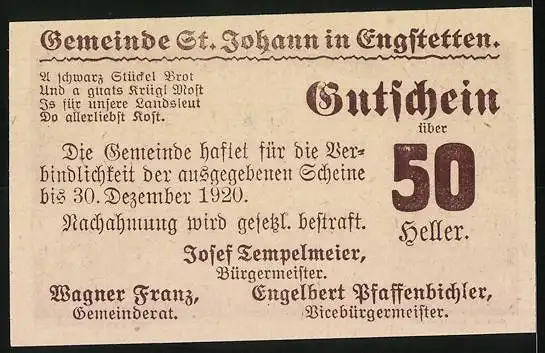 Gemeinde St. Johann in Engstetten.
A schwarz Stückel Brot
Und a guats Krügl Most
Is für unsere Landsleut
Do allerliebst Kost.
Gutschein
über
50
Heller.
Die Gemeinde haftet für die Ver-
bindlichkeit der ausgegebenen Scheine
bis 30. Dezember 1920.
Nachahmung wird gesetzl. bestraft.
Josef Tempelmeier,
Bürgermeister.
Wagner Franz,
Gemeinderat.
Engelbert Pfaffenbichler,
Vicebürgermeister.